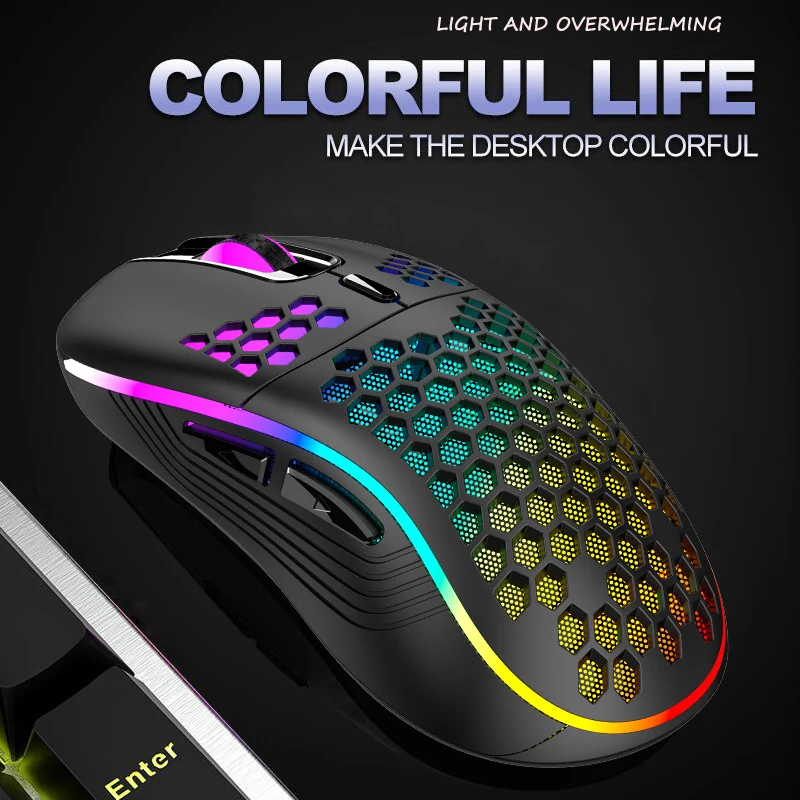 LIGHT AND OVERWHELMING
COLORFUL LIFE
MAKE THE DESKTOP COLORFUL
Enter